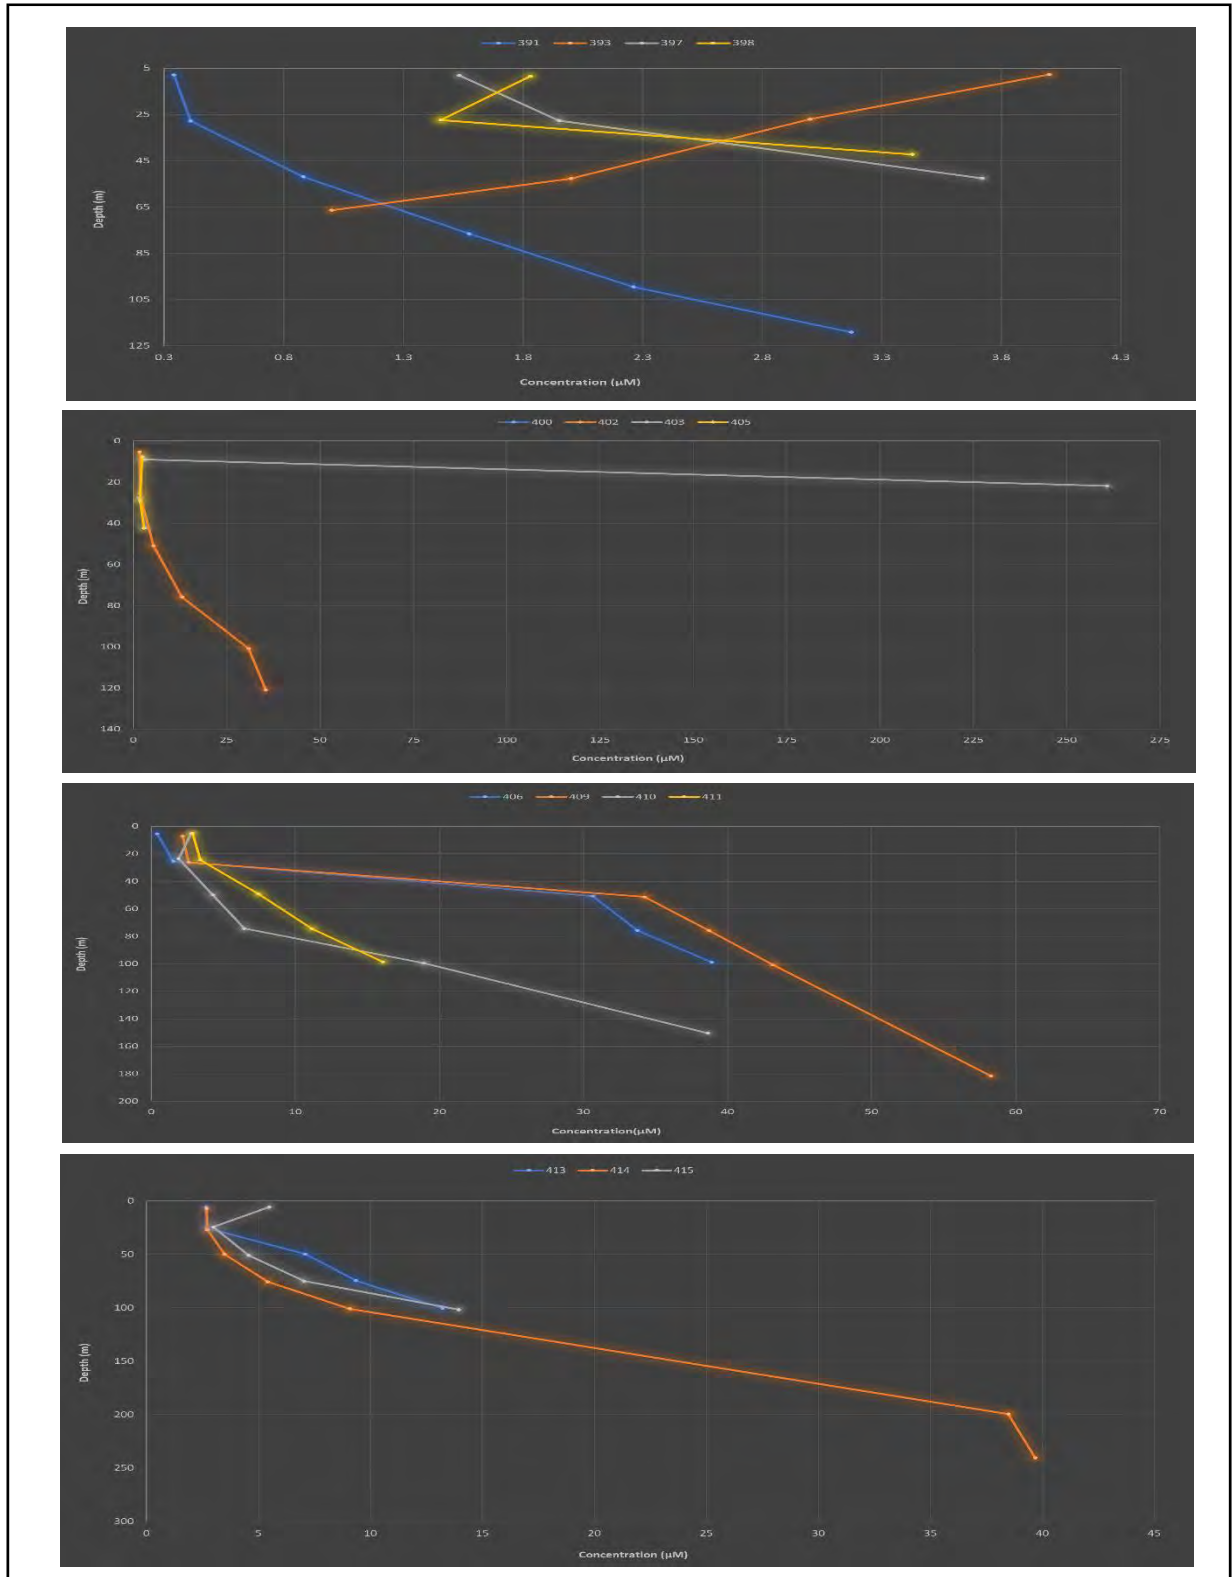 391 393 397 398
5
25
45
65
85
105
125
Depth (m)
0.3 0.8 1.3 1.8 2.3 2.8 3.3 3.8 4.3
Concentration (µM)
400 402 403 405
0
20
40
60
80
100
120
140
Depth (m)
0 25 50 75 100 125 150 175 200 225 250 275
Concentration (µM)
406 409 410 411
0
20
40
60
80
100
120
140
160
180
200
Depth (m)
0 10 20 30 40 50 60 70
Concentration(µM)
413 414 415
0
50
100
150
200
250
300
Depth (m)
0 5 10 15 20 25 30 35 40 45
Concentration (µM)